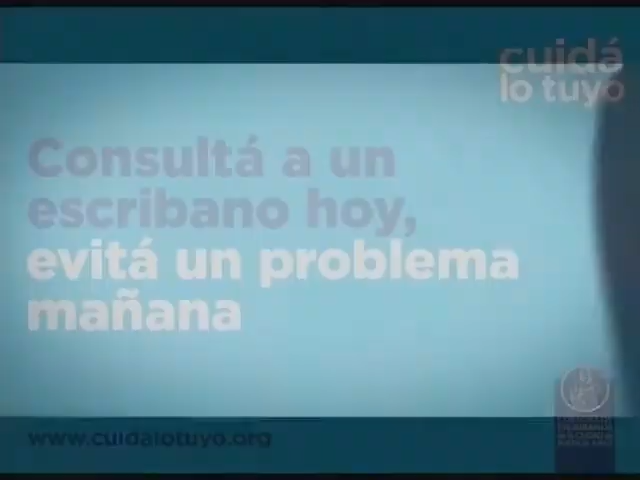 cuidá
lo tuyo
Consultá a un
escribano hoy,
evitá un problema
mañana
www.cuidalotuyo.org